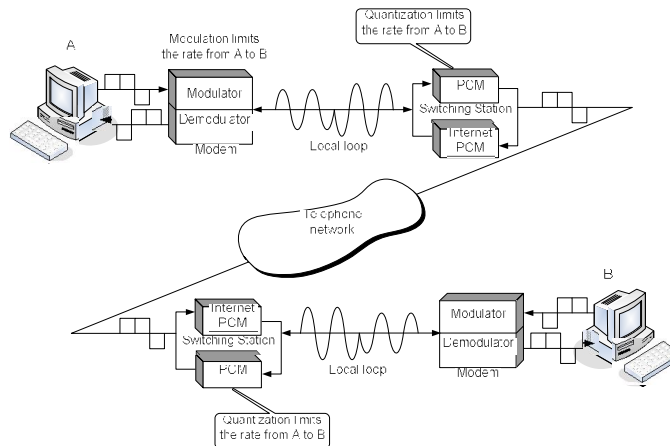 A
Modulation limits
the rate from A to B
Quantization limits
the rate from A to B
Modulator
Demodulator
Modem
Local loop
PCM
Switching Station
Internet
PCM
Telephone
network
B
Internet
PCM
Switching Station
PCM
Local loop
Modulator
Demodulator
Modem
Quantization limits
the rate from A to B